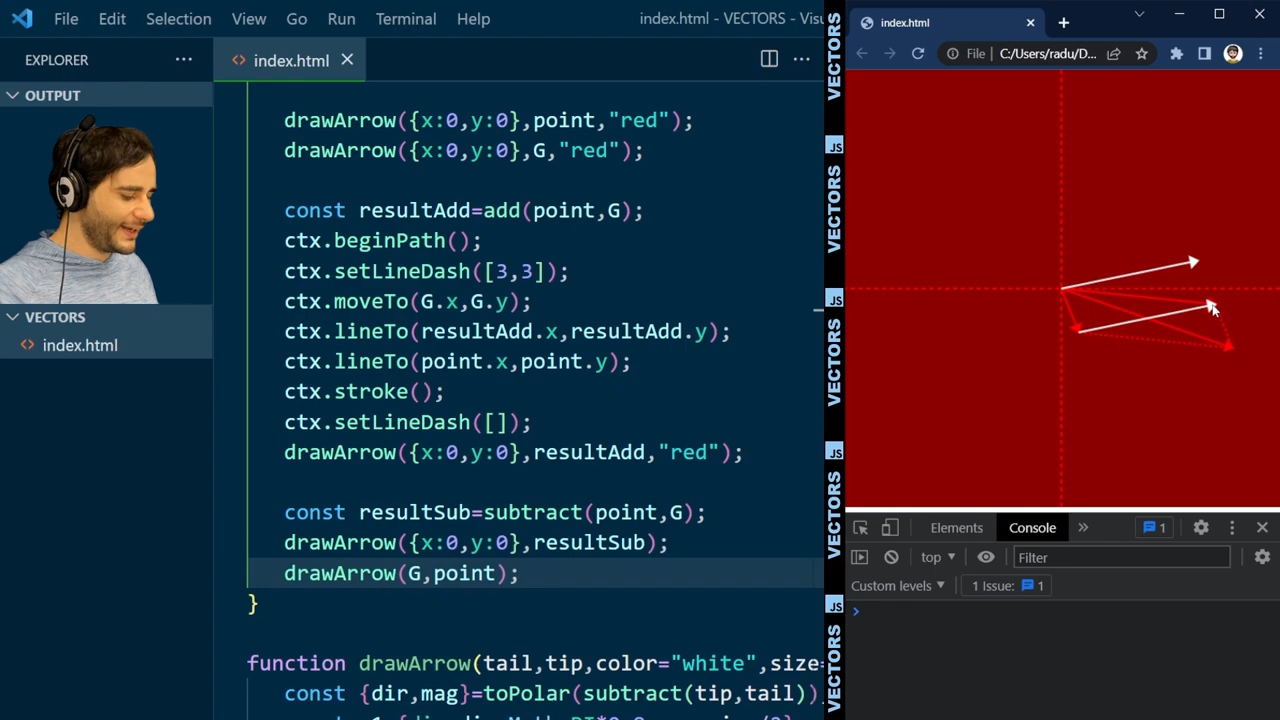 File Edit Selection View Go Run Terminal Help
index.html - VECTORS - Visu
EXPLORER
index.html
OUTPUT
VECTORS
index.html
drawArrow({x:0,y:0},point,"red");
drawArrow({x:0,y:0},G,"red");
const resultAdd=add(point,G);
ctx.beginPath();
ctx.setLineDash([3,3]);
ctx.moveTo(G.x,G.y);
ctx.lineTo(resultAdd.x,resultAdd.y);
ctx.lineTo(point.x,point.y);
ctx.stroke();
ctx.setLineDash([]);
drawArrow({x:0,y:0},resultAdd,"red");
const resultSub=subtract(point,G);
drawArrow({x:0,y:0},resultSub);
drawArrow(G,point);
}
function drawArrow(tail,tip,color="white",size=
const {dir,mag}=toPolar(subtract(tip,tail))
VECTORS
JS
VECTORS
JS
VECTORS
JS
VECTORS
JS
VECTORS
index.html
File C:/Users/radu/D...
Elements Console 1
top Filter
Custom levels 1 Issue: 1